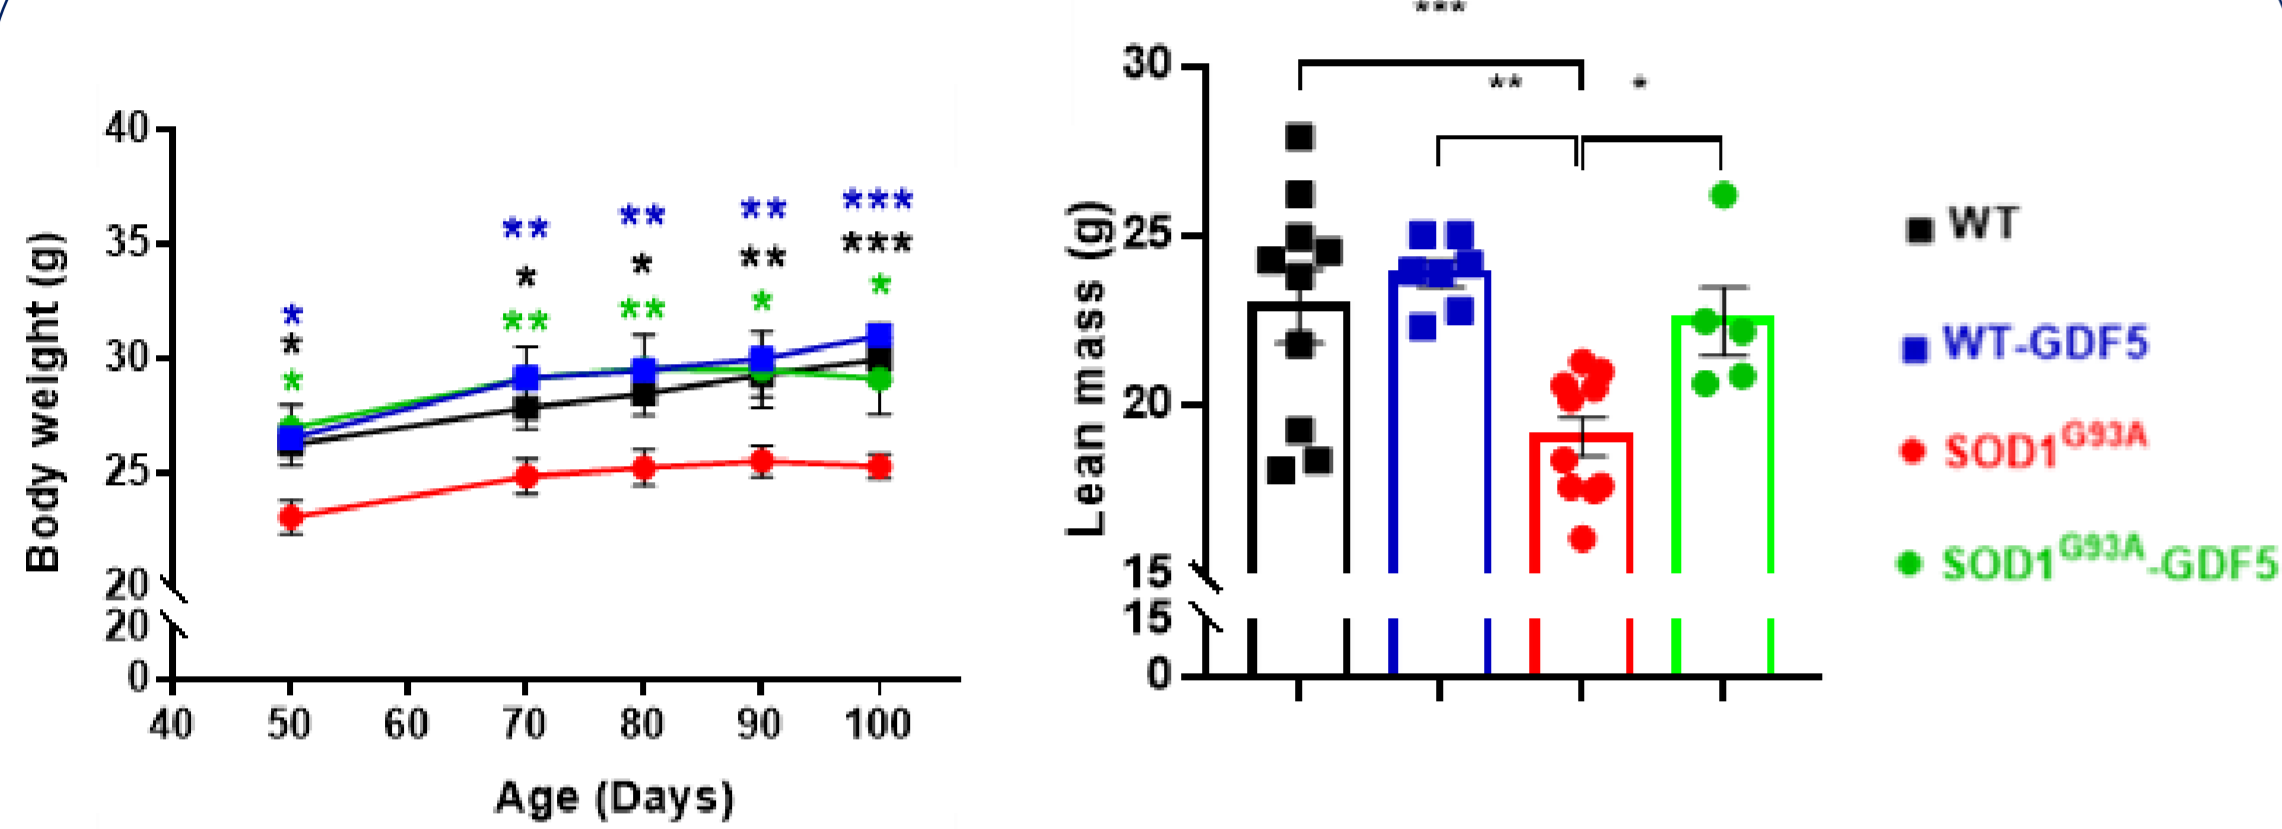 ***
30
** *
40
** ** ** ***
35
* * ** ***
* ** ** * *
*
*
30
25
20
20
0
40 50 60 70 80 90 100
Body weight (g)
Age (Days)
25
20
15
15
0
Lean mass (g)
WT
WT-GDF5
SOD1G93A
SOD1G93A-GDF5